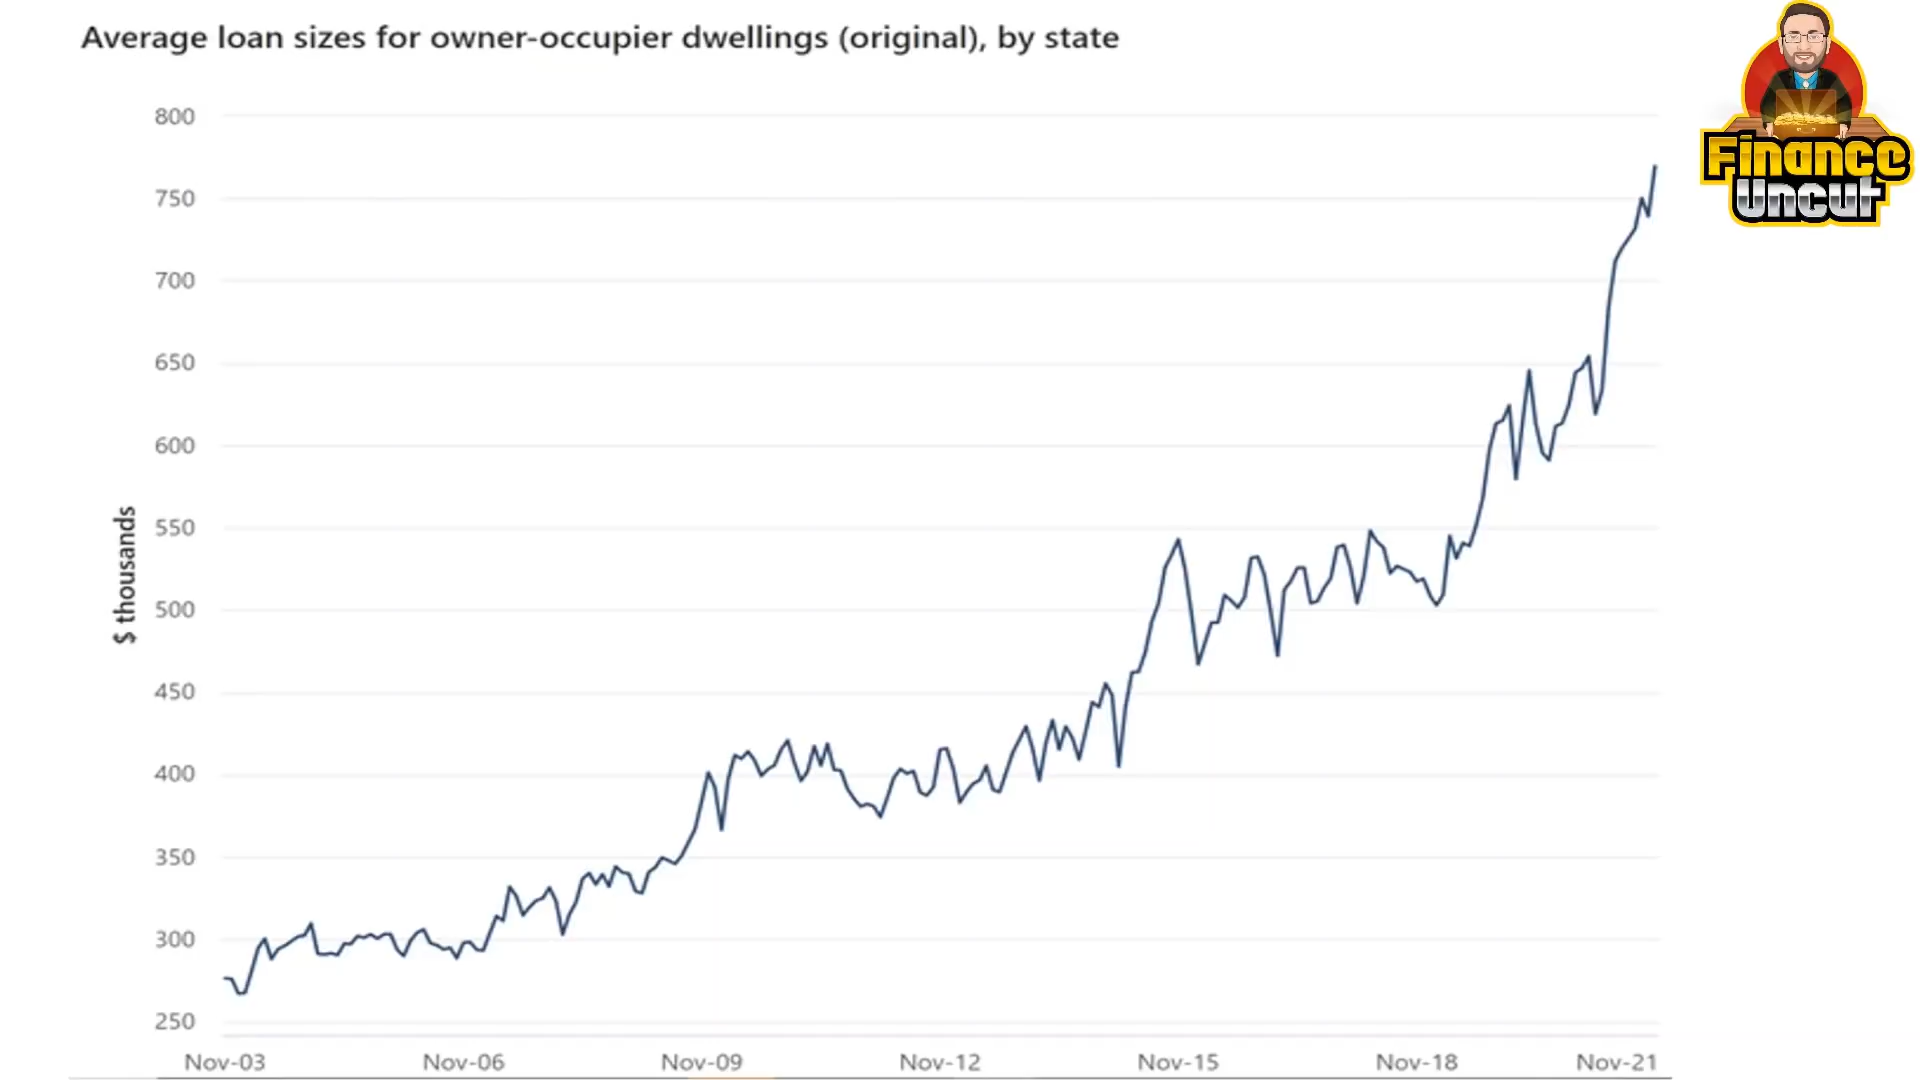 Average loan sizes for owner-occupier dwellings (original), by state
Finance
Uncut
$ thousands
800
750
700
650
600
550
500
450
400
350
300
250
Nov-03 Nov-06 Nov-09 Nov-12 Nov-15 Nov-18 Nov-21